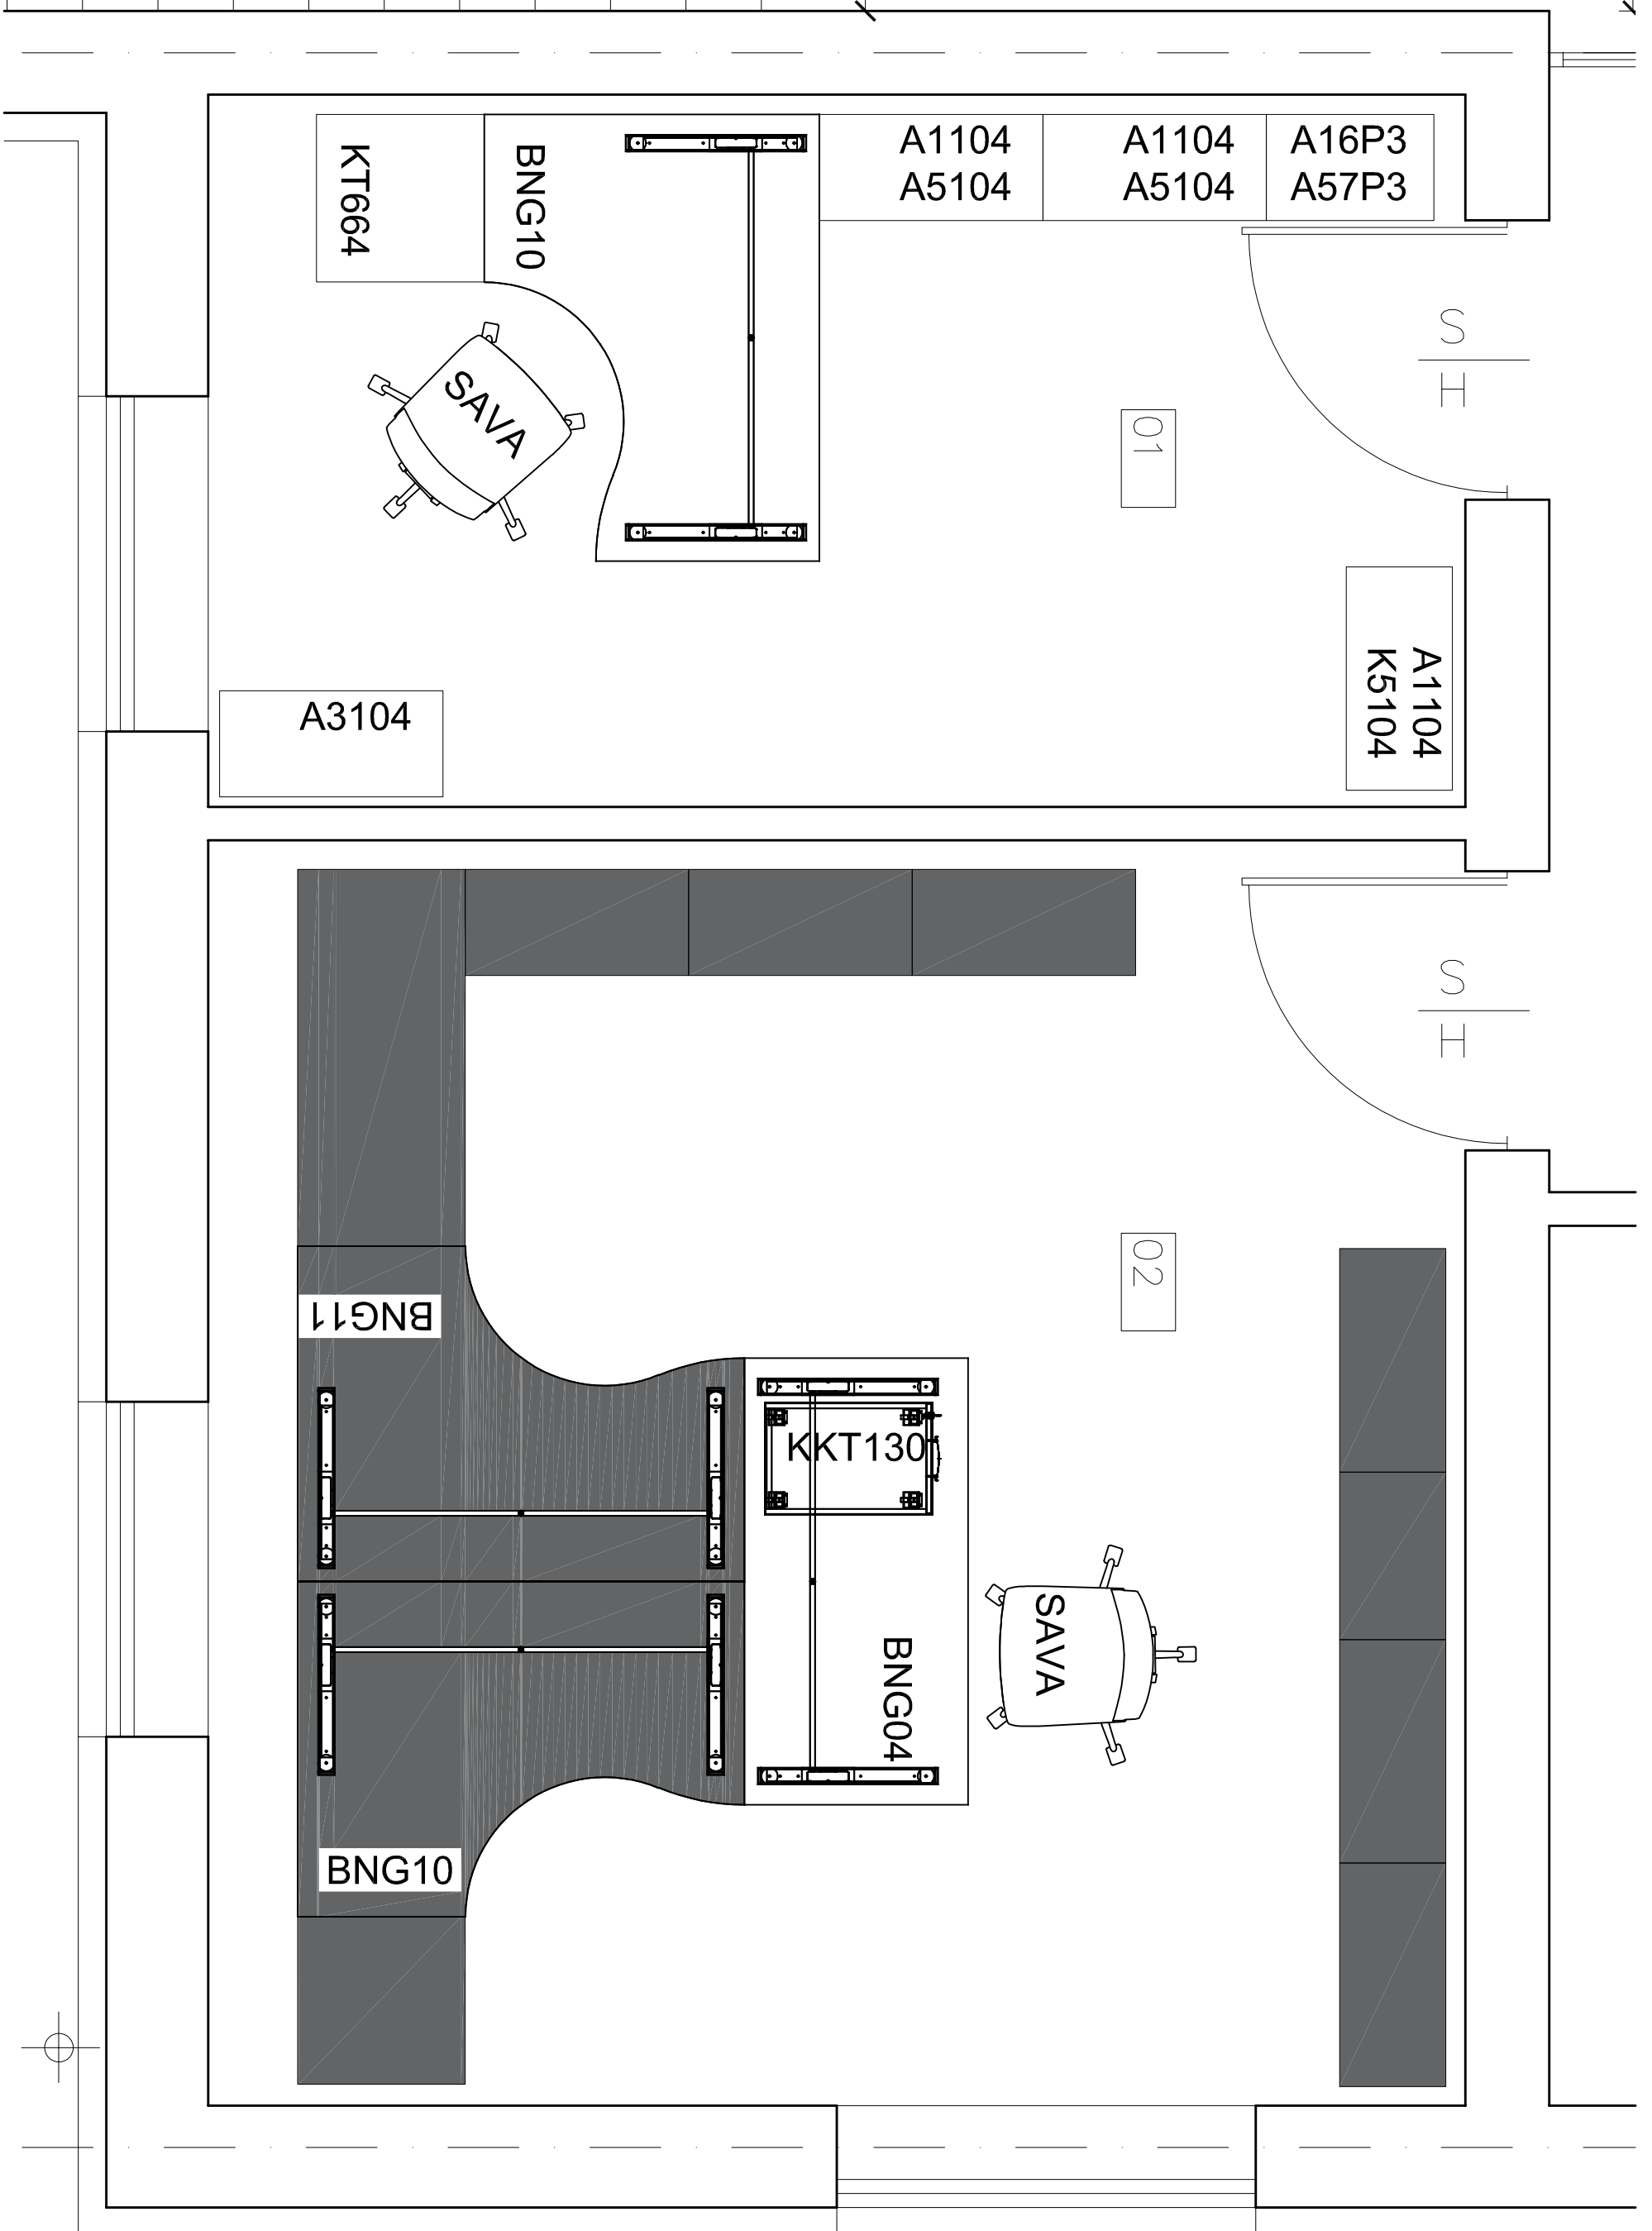 KT664
BNG10
A1104
A5104
A1104
A5104
A16P3
A57P3
SAVA
S
H
01
A1104
K5104
A3104
S
H
02
BNG11
KKT130
SAVA
BNG04
BNG10